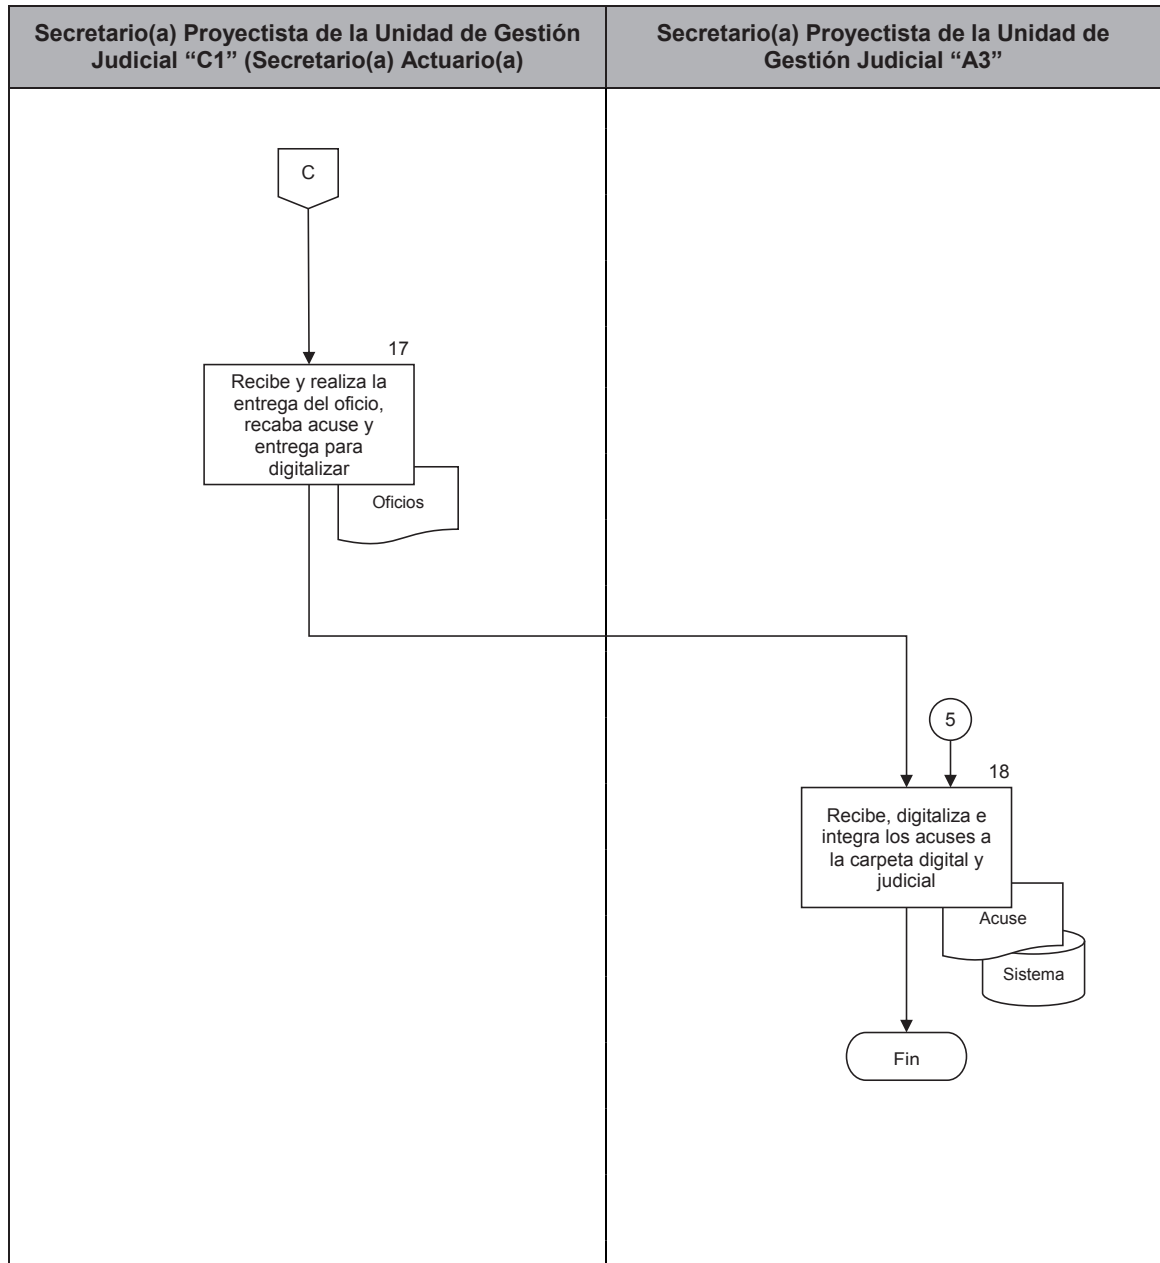 Secretario(a) Proyectista de la Unidad de Gestión
Judicial “C1” (Secretario(a) Actuario(a)
Secretario(a) Proyectista de la Unidad de
Gestión Judicial “A3”
C
17
Recibe y realiza la
entrega del oficio,
recaba acuse y
entrega para
digitalizar
Oficios
5
18
Recibe, digitaliza e
integra los acuses a
la carpeta digital y
judicial
Acuse
Sistema
Fin